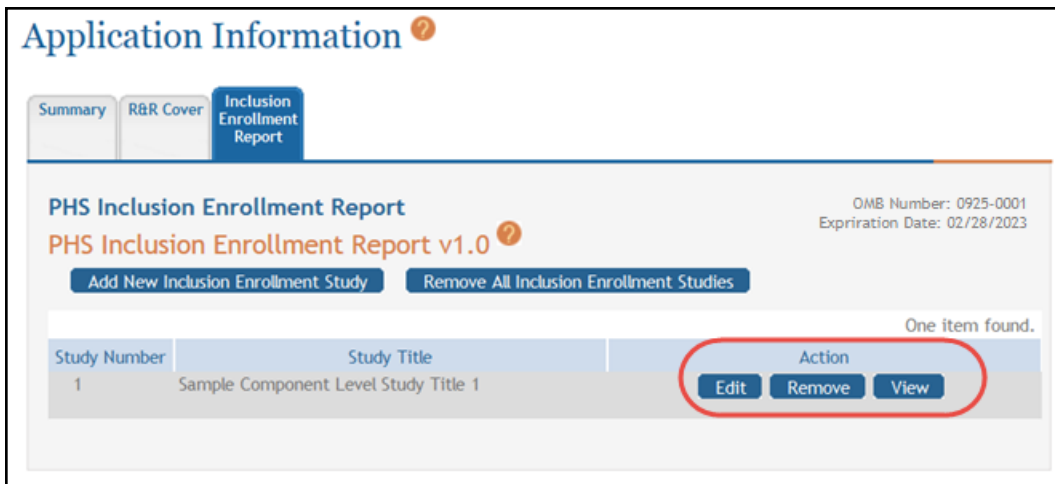 Application Information ?
Summary
R&R Cover
Inclusion
Enrollment
Report
PHS Inclusion Enrollment Report
OMB Number: 0925-0001
Expriration Date: 02/28/2023
PHS Inclusion Enrollment Report v1.0 ?
Add New Inclusion Enrollment Study
Remove All Inclusion Enrollment Studies
One item found.
Study Number Study Title Action
1 Sample Component Level Study Title 1 Edit Remove View